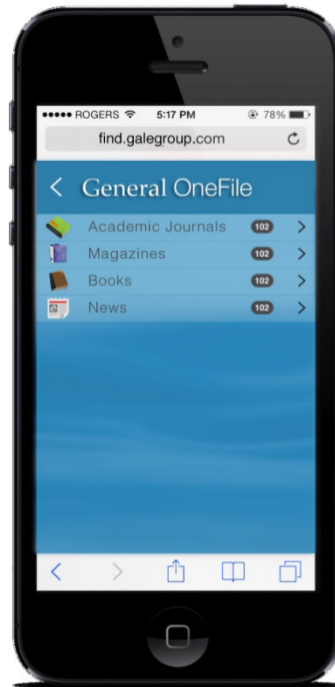 ROGERS 5:17 PM 78%
find.galegroup.com
General OneFile
Academic Journals 102
Magazines 102
Books 102
News 102